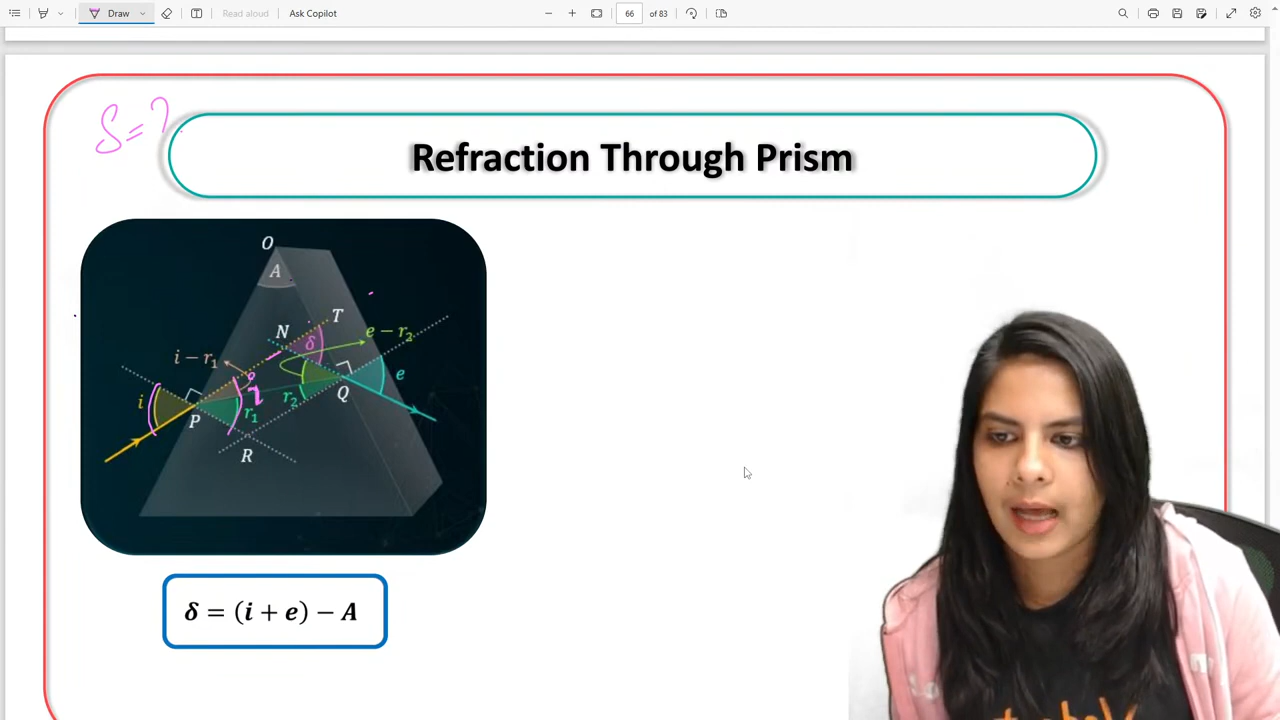 Draw
Read aloud
Ask Copilot
66 of 83
δ = ?
Refraction Through Prism
O
A
N
T
δ
e − r₂
i − r₁
i
P
r₁
i
r₂
Q
e
R
δ = (i + e) − A